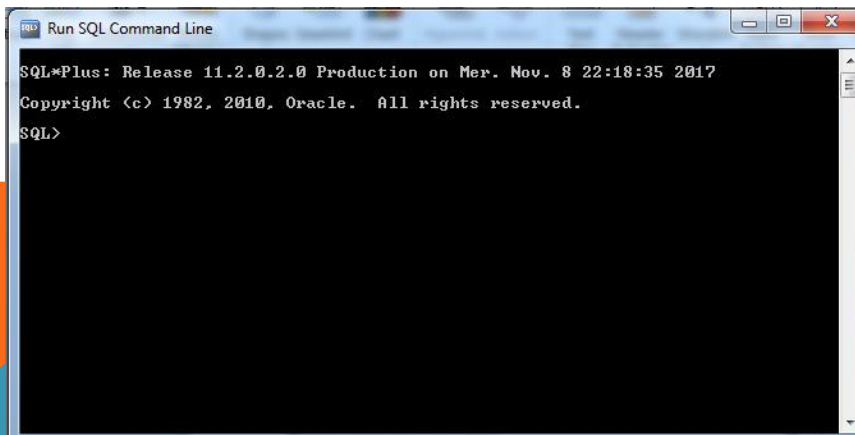 Run SQL Command Line
SQL*Plus: Release 11.2.0.2.0 Production on Mer. Nov. 8 22:18:35 2017
Copyright (c) 1982, 2010, Oracle.  All rights reserved.
SQL>